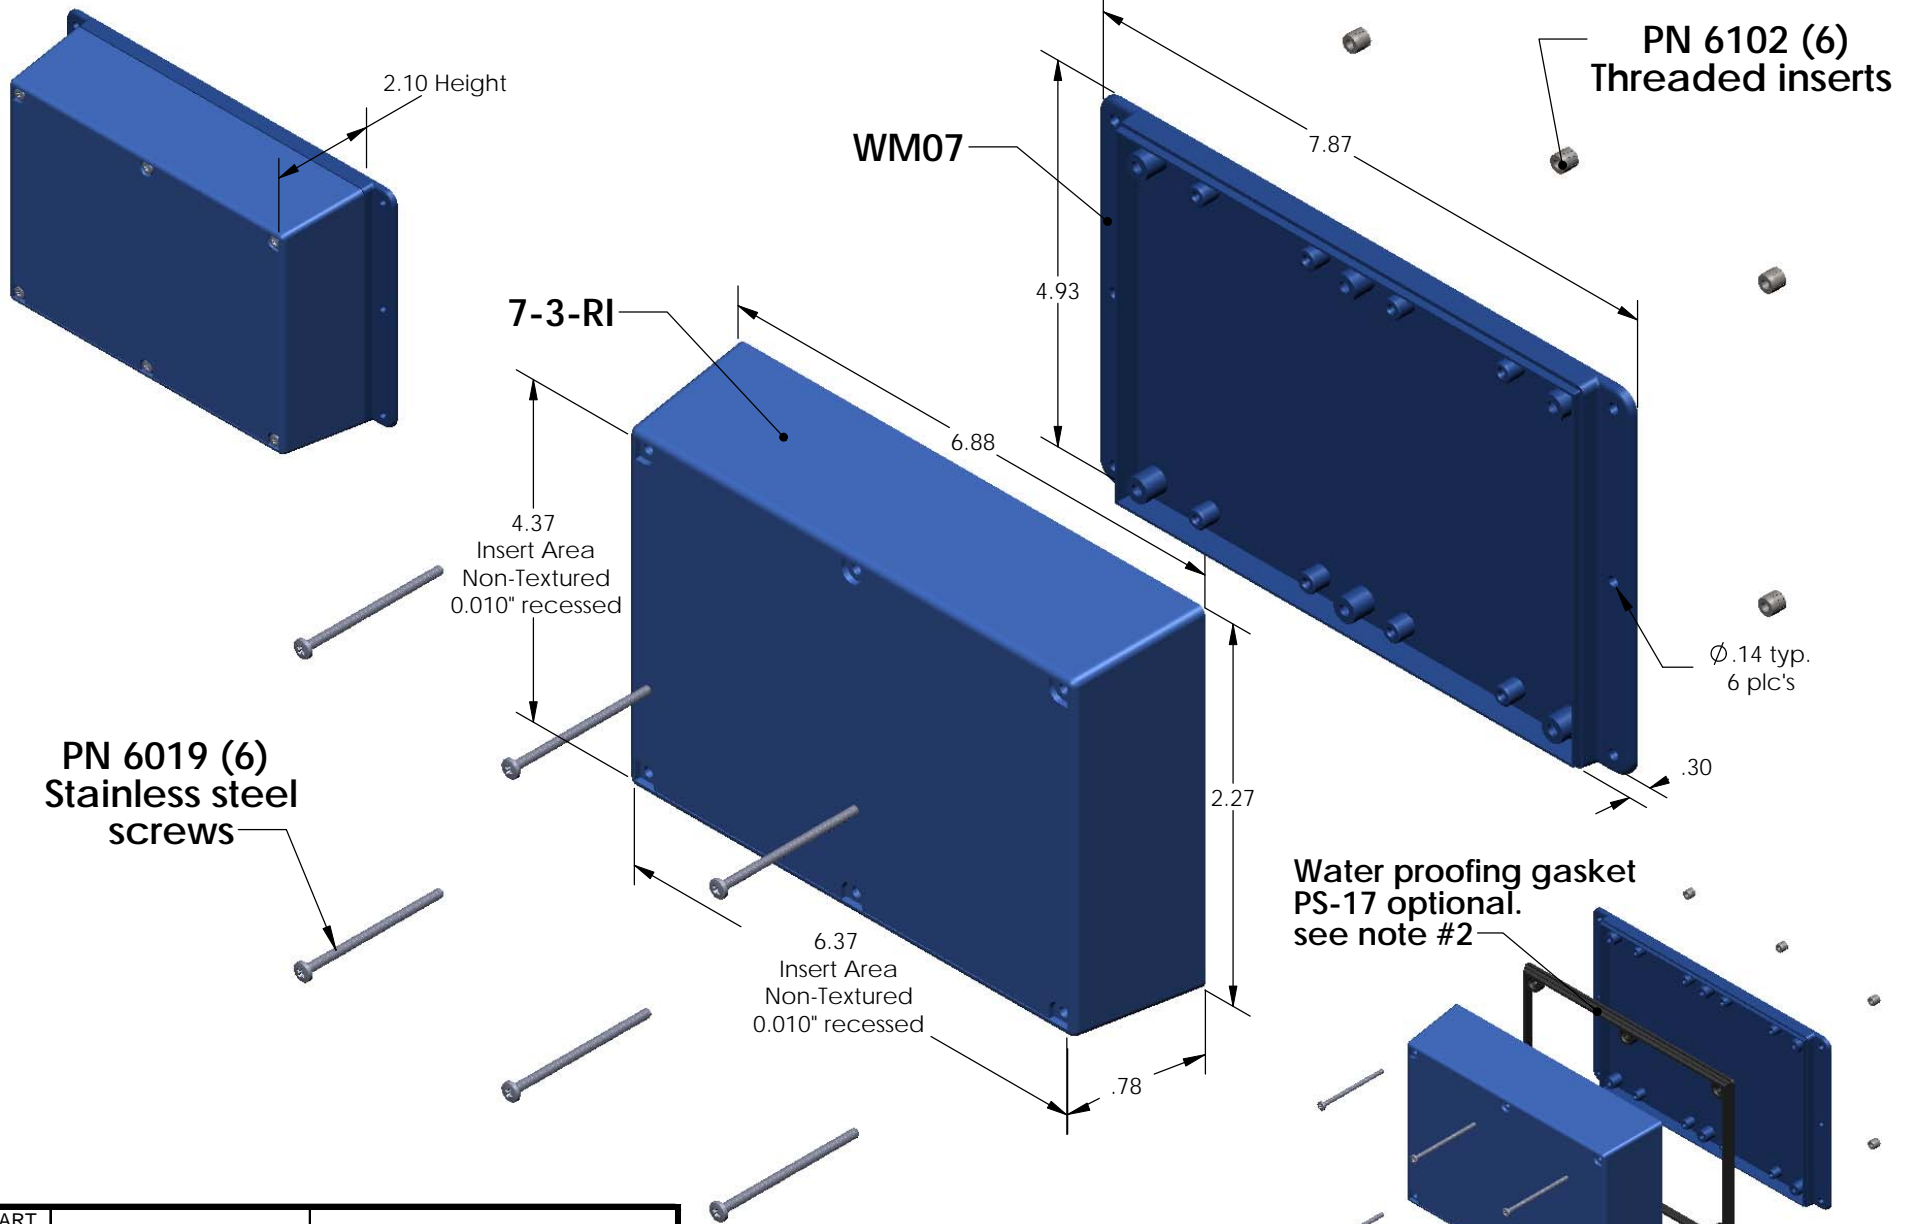 2.10 Height
PN 6102 (6)
Threaded inserts
WM07
7.87
4.93
7-3-RI
6.88
4.37
Insert Area
Non-Textured
0.010" recessed
Ø.14 typ.
6 plc's
.30
PN 6019 (6)
Stainless steel
screws
2.27
6.37
Insert Area
Non-Textured
0.010" recessed
.78
Water proofing gasket
PS-17 optional.
see note #2